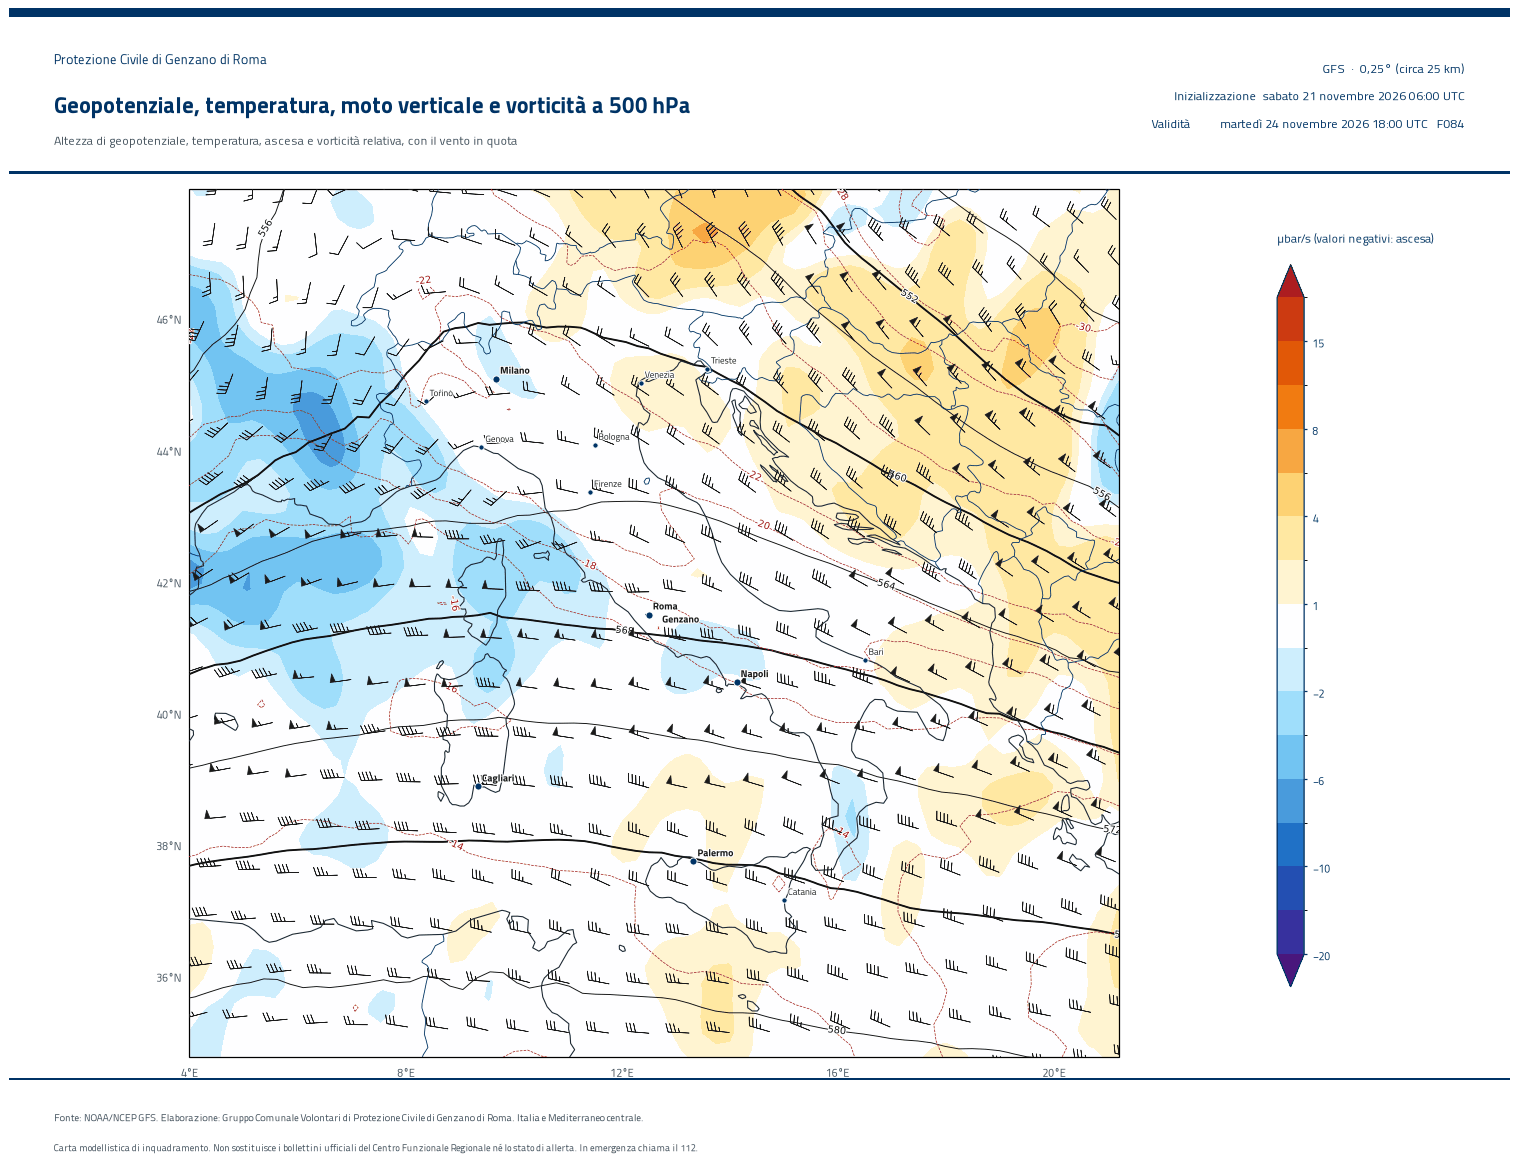 Protezione Civile di Genzano di Roma
Geopotenziale, temperatura, moto verticale e vorticità a 500 hPa
Altezza di geopotenziale, temperatura, ascesa e vorticità relativa, con il vento in quota
GFS · 0,25° (circa 25 km)
Inizializzazione sabato 21 novembre 2026 06:00 UTC
Validità martedì 24 novembre 2026 18:00 UTC F084
µbar/s (valori negativi: ascesa)
15
8
4
1
−2
−6
−10
−20
46°N
44°N
42°N
40°N
38°N
36°N
4°E
8°E
12°E
16°E
20°E
556
-28
-22
552
-30
Trieste
Milano
Venezia
Torino
Genova
Bologna
Firenze
-22
560
556
-20
-18
564
-16
Roma
Genzano
568
Bari
Napoli
-16
Cagliari
572
-14
-14
Palermo
Catania
580
Fonte: NOAA/NCEP GFS. Elaborazione: Gruppo Comunale Volontari di Protezione Civile di Genzano di Roma. Italia e Mediterraneo centrale.
Carta modellistica di inquadramento. Non sostituisce i bollettini ufficiali del Centro Funzionale Regionale né lo stato di allerta. In emergenza chiama il 112.